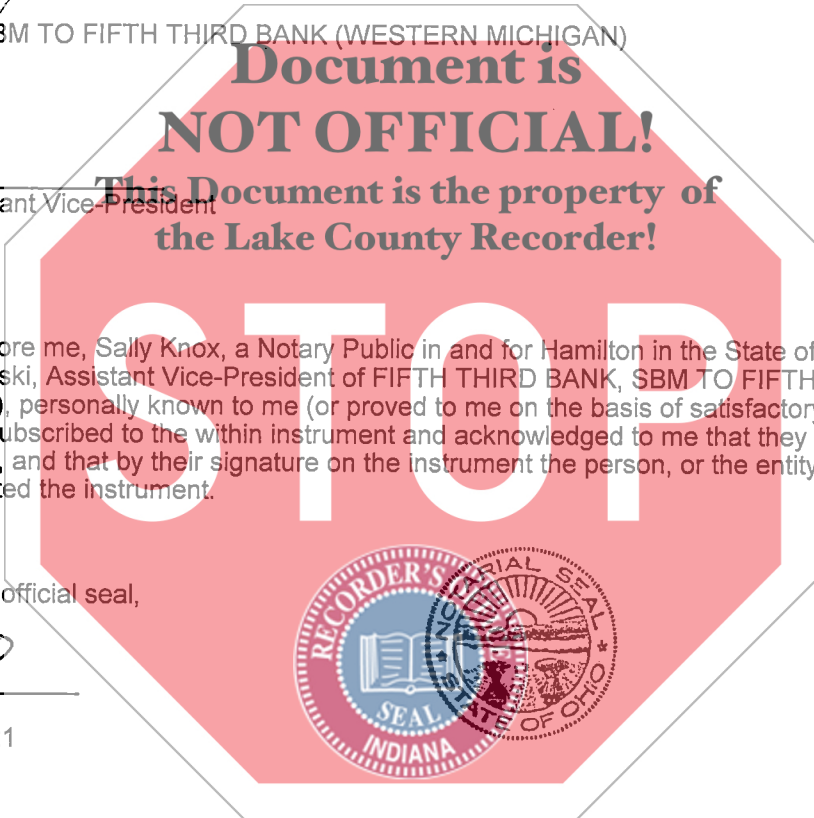 BM TO FIFTH THIRD BANK (WESTERN MICHIGAN)
Document is
NOT OFFICIAL!
This Document is the property of
ant Vice-President
the Lake County Recorder!
STOP
ore me, Sally Knox, a Notary Public in and for Hamilton in the State of
ski, Assistant Vice-President of FIFTH THIRD BANK, SBM TO FIFTH
), personally known to me (or proved to me on the basis of satisfactory
ubscribed to the within instrument and acknowledged to me that they
, and that by their signature on the instrument the person, or the entity
ted the instrument.
official seal,
RECORDER'S OFFICE
SEAL
INDIANA
NOTARIAL SEAL
STATE OF OHIO
1